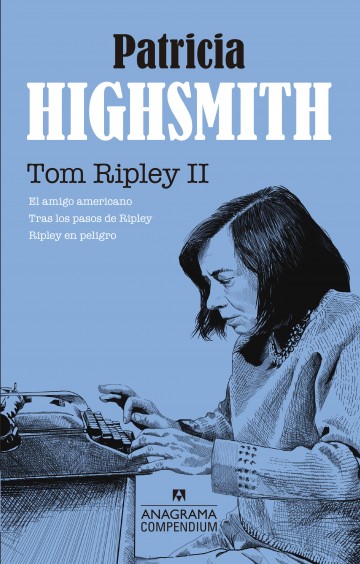 Patricia
HIGHSMITH
Tom Ripley II
El amigo americano
Tras los pasos de Ripley
Ripley en peligro
ANAGRAMA
COMPENDIUM